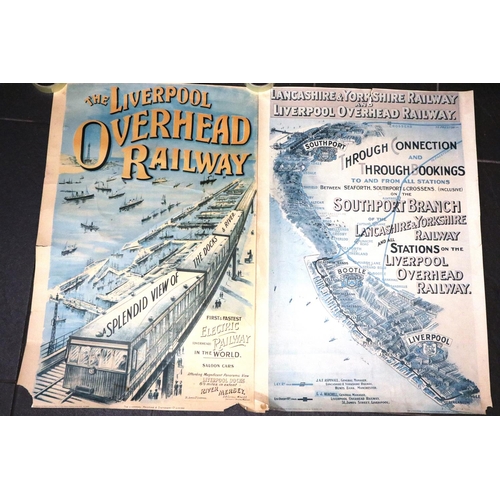 THE LIVERPOOL
OVERHEAD
RAILWAY
SPLENDID VIEW OF THE DOCKS & RIVER
FIRST & FASTEST
ELECTRIC
OVERHEAD RAILWAY
IN THE WORLD.
SALOON CARS
LIVERPOOL DOCKS
RIVER MERSEY
LANCASHIRE & YORKSHIRE RAILWAY
AND
LIVERPOOL OVERHEAD RAILWAY.
SOUTHPORT
THROUGH CONNECTION
AND
THROUGH BOOKINGS
TO AND FROM ALL STATIONS
BETWEEN SEAFORTH, SOUTHPORT & CROSSENS. (INCLUSIVE)
ON THE
SOUTHPORT BRANCH
OF THE
LANCASHIRE & YORKSHIRE
RAILWAY
AND ALL
STATIONS ON THE
LIVERPOOL
OVERHEAD
RAILWAY.
BOOTLE
LIVERPOOL